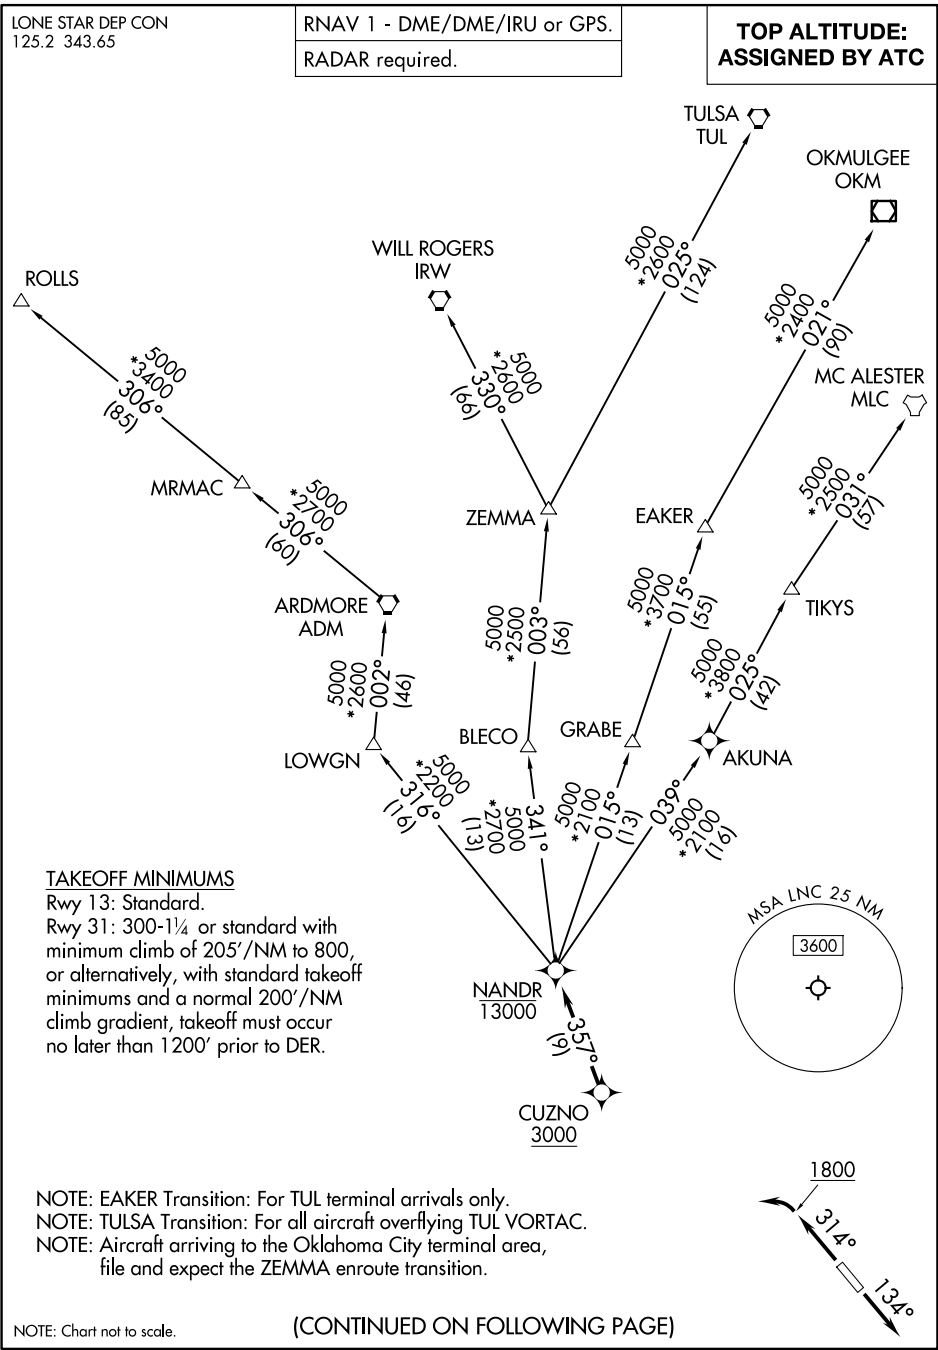 LONE STAR DEP CON
125.2 343.65
RNAV 1 - DME/DME/IRU or GPS.
RADAR required.
TOP ALTITUDE:
ASSIGNED BY ATC
TULSA
TUL
OKMULGEE
OKM
WILL ROGERS
IRW
ROLLS
5000
*2600
025°
(124)
5000
*2400
021°
(90)
5000
*3400
306°
(85)
5000
*2600
330°
(66)
MC ALESTER
MLC
MRMAC
5000
*2700
306°
(60)
ZEMMA
EAKER
5000
*2500
031°
(57)
ARDMORE
ADM
5000
*2500
003°
(56)
5000
*3700
015°
(55)
TIKYS
5000
*2600
002°
(46)
5000
*3800
025°
(42)
LOWGN
BLECO
GRABE
AKUNA
5000
*2200
316°
(16)
341°
5000
*2700
(13)
5000
*2100
015°
(13)
039°
5000
*2100
(16)
TAKEOFF MINIMUMS
Rwy 13: Standard.
Rwy 31: 300-1¼ or standard with
minimum climb of 205'/NM to 800,
or alternatively, with standard takeoff
minimums and a normal 200'/NM
climb gradient, takeoff must occur
no later than 1200' prior to DER.
MSA LNC 25 NM
3600
NANDR
13000
357°
(9)
CUZNO
3000
1800
314°
134°
NOTE: EAKER Transition: For TUL terminal arrivals only.
NOTE: TULSA Transition: For all aircraft overflying TUL VORTAC.
NOTE: Aircraft arriving to the Oklahoma City terminal area,
file and expect the ZEMMA enroute transition.
NOTE: Chart not to scale.
(CONTINUED ON FOLLOWING PAGE)